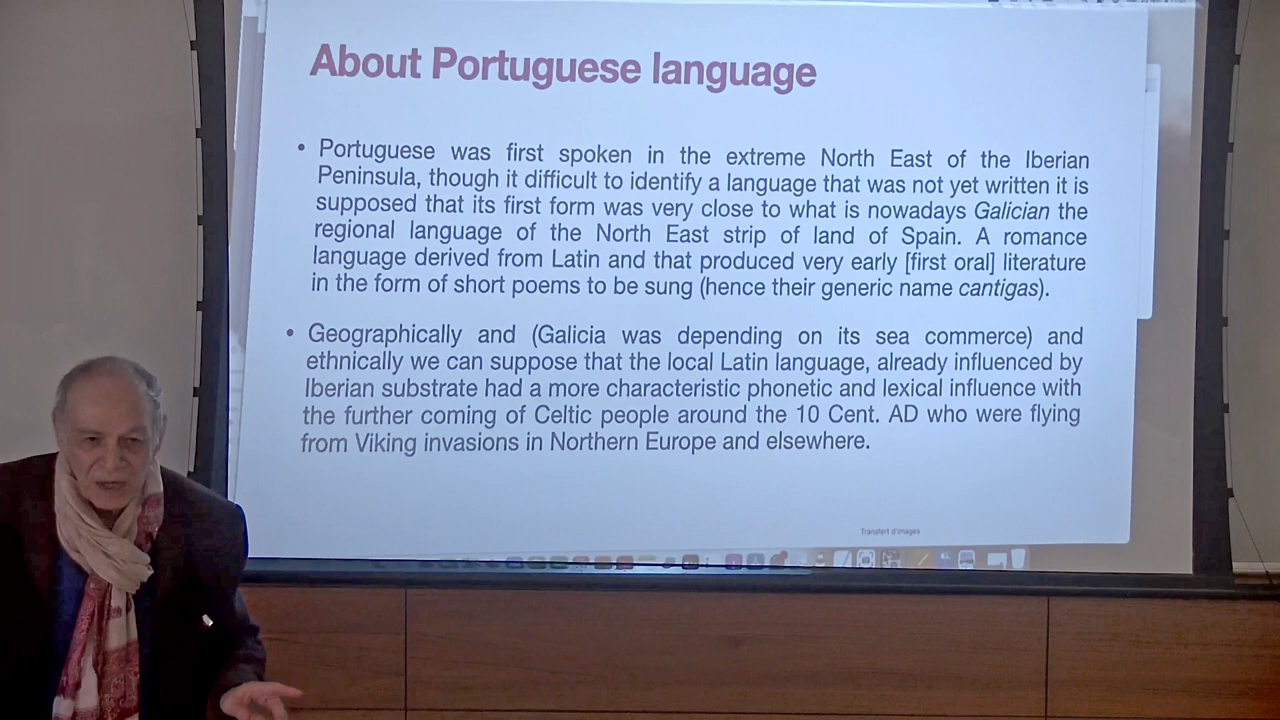 About Portuguese language
• Portuguese was first spoken in the extreme North East of the Iberian
Peninsula, though it difficult to identify a language that was not yet written it is
supposed that its first form was very close to what is nowadays Galician the
regional language of the North East strip of land of Spain. A romance
language derived from Latin and that produced very early [first oral] literature
in the form of short poems to be sung (hence their generic name cantigas).
• Geographically and (Galicia was depending on its sea commerce) and
ethnically we can suppose that the local Latin language, already influenced by
Iberian substrate had a more characteristic phonetic and lexical influence with
the further coming of Celtic people around the 10 Cent. AD who were flying
from Viking invasions in Northern Europe and elsewhere.
Transfert d'images